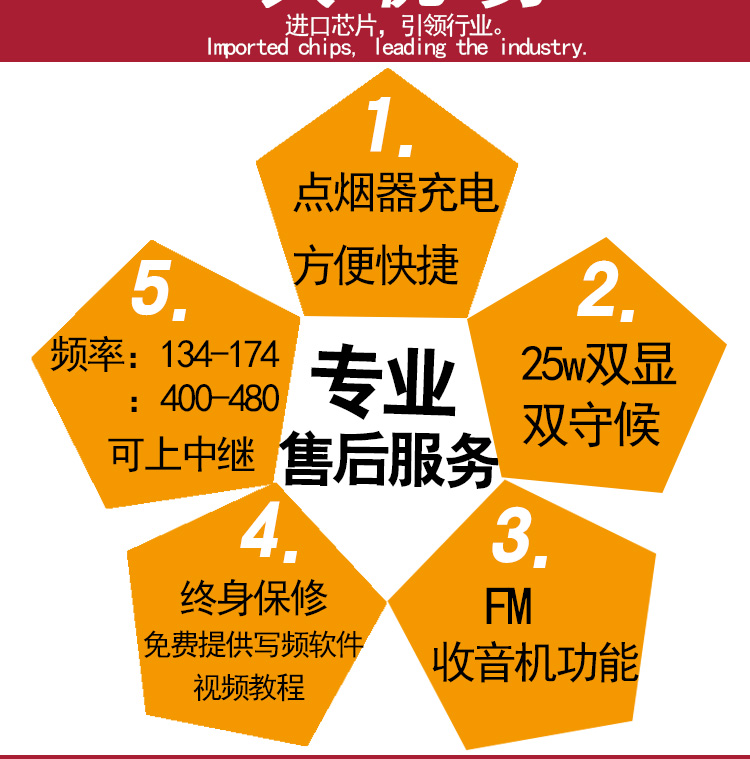 进口芯片，引领行业。
Imported chips, leading the industry.
1.
点烟器充电
方便快捷
2.
25w双显
双守候
3.
FM
收音机功能
4.
终身保修
免费提供写频软件
视频教程
5.
频率：134-174
：400-480
可上中继
专业
售后服务